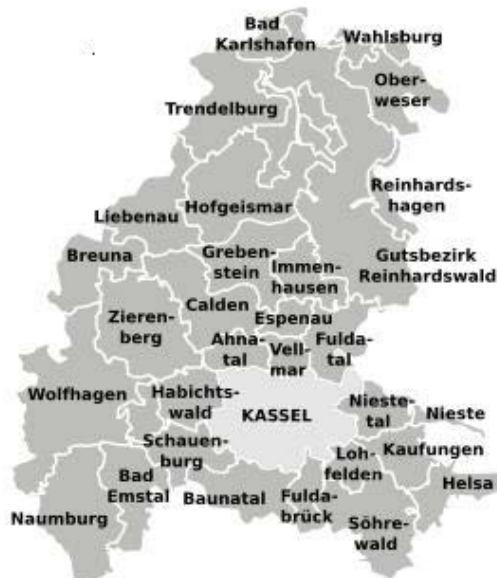 Bad
Karlshafen
Wahlsburg
Ober-
weser
Trendelburg
Reinhards-
hagen
Liebenau
Hofgeismar
Breuna
Greben-
stein
Immen-
hausen
Gutsbezirk
Reinhardswald
Calden
Zieren-
berg
Espenau
Ahna-
tal
Vell-
mar
Fulda-
tal
Wolfhagen
Habichts-
wald
KASSEL
Nieste-
tal
Nieste
Schauen-
burg
Loh-
felden
Kaufungen
Bad
Emstal
Baunatal
Fulda-
brück
Helsa
Naumburg
Söhre-
wald